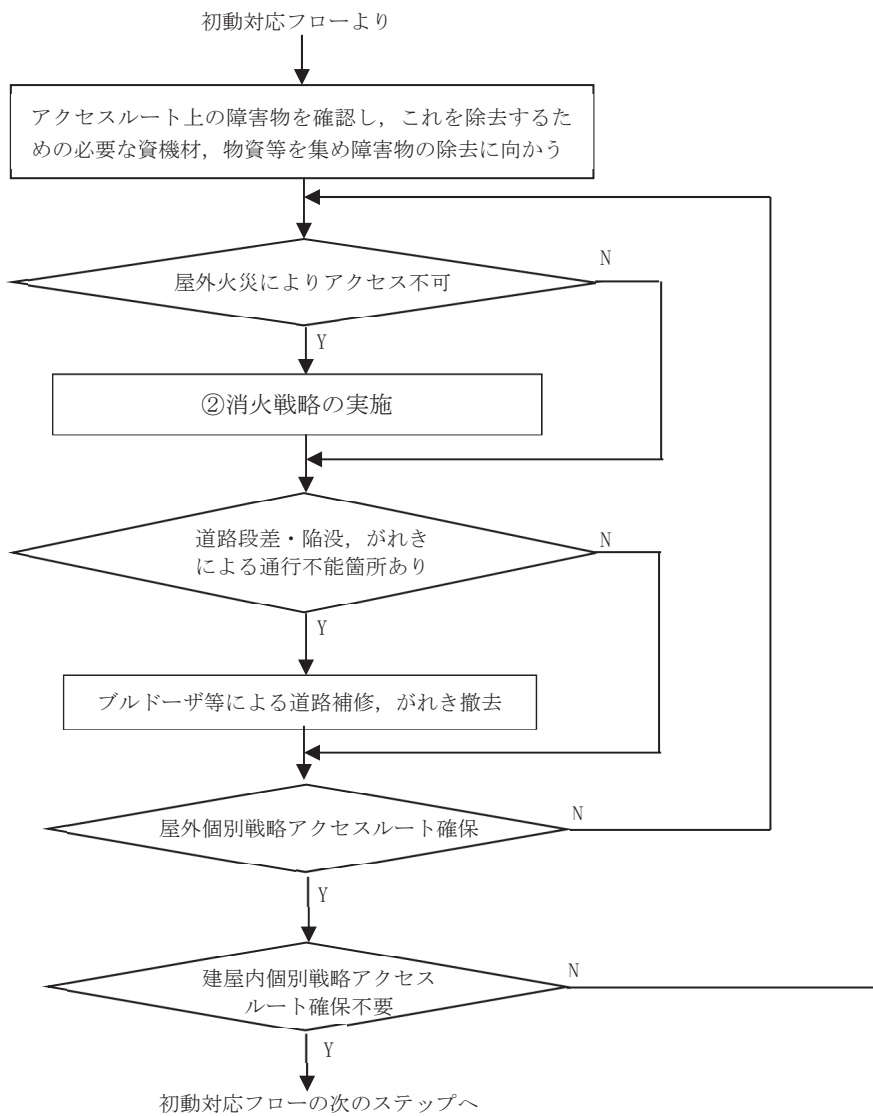 初動対応フローより
アクセスルート上の障害物を確認し，これを除去するた
めの必要な資機材，物資等を集め障害物の除去に向かう
屋外火災によりアクセス不可
N
Y
②消火戦略の実施
道路段差・陥没，がれき
による通行不能箇所あり
N
Y
ブルドーザ等による道路補修，がれき撤去
屋外個別戦略アクセスルート確保
N
Y
建屋内個別戦略アクセス
ルート確保不要
N
Y
初動対応フローの次のステップへ